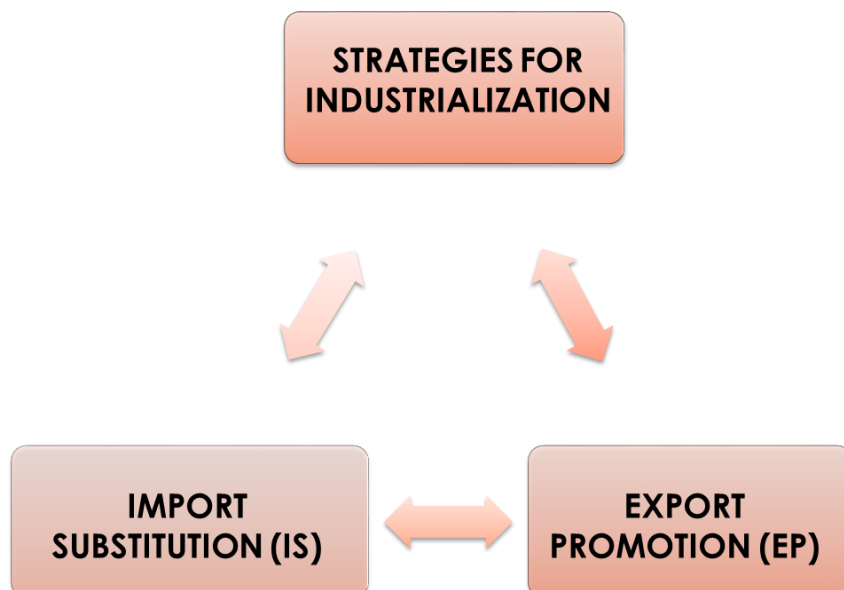 STRATEGIES FOR
INDUSTRIALIZATION
IMPORT
SUBSTITUTION (IS)
EXPORT
PROMOTION (EP)